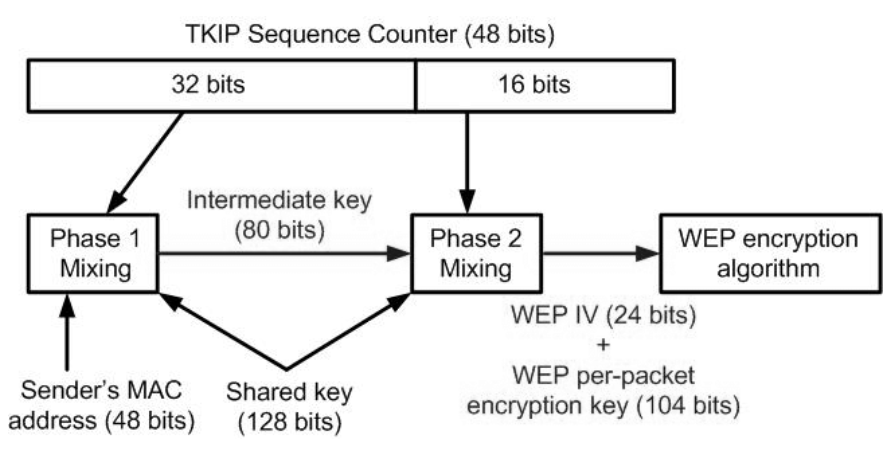 TKIP Sequence Counter (48 bits)
32 bits
16 bits
Intermediate key
(80 bits)
Phase 1
Mixing
Phase 2
Mixing
WEP encryption
algorithm
WEP IV (24 bits)
+
WEP per-packet
encryption key (104 bits)
Sender's MAC
address (48 bits)
Shared key
(128 bits)